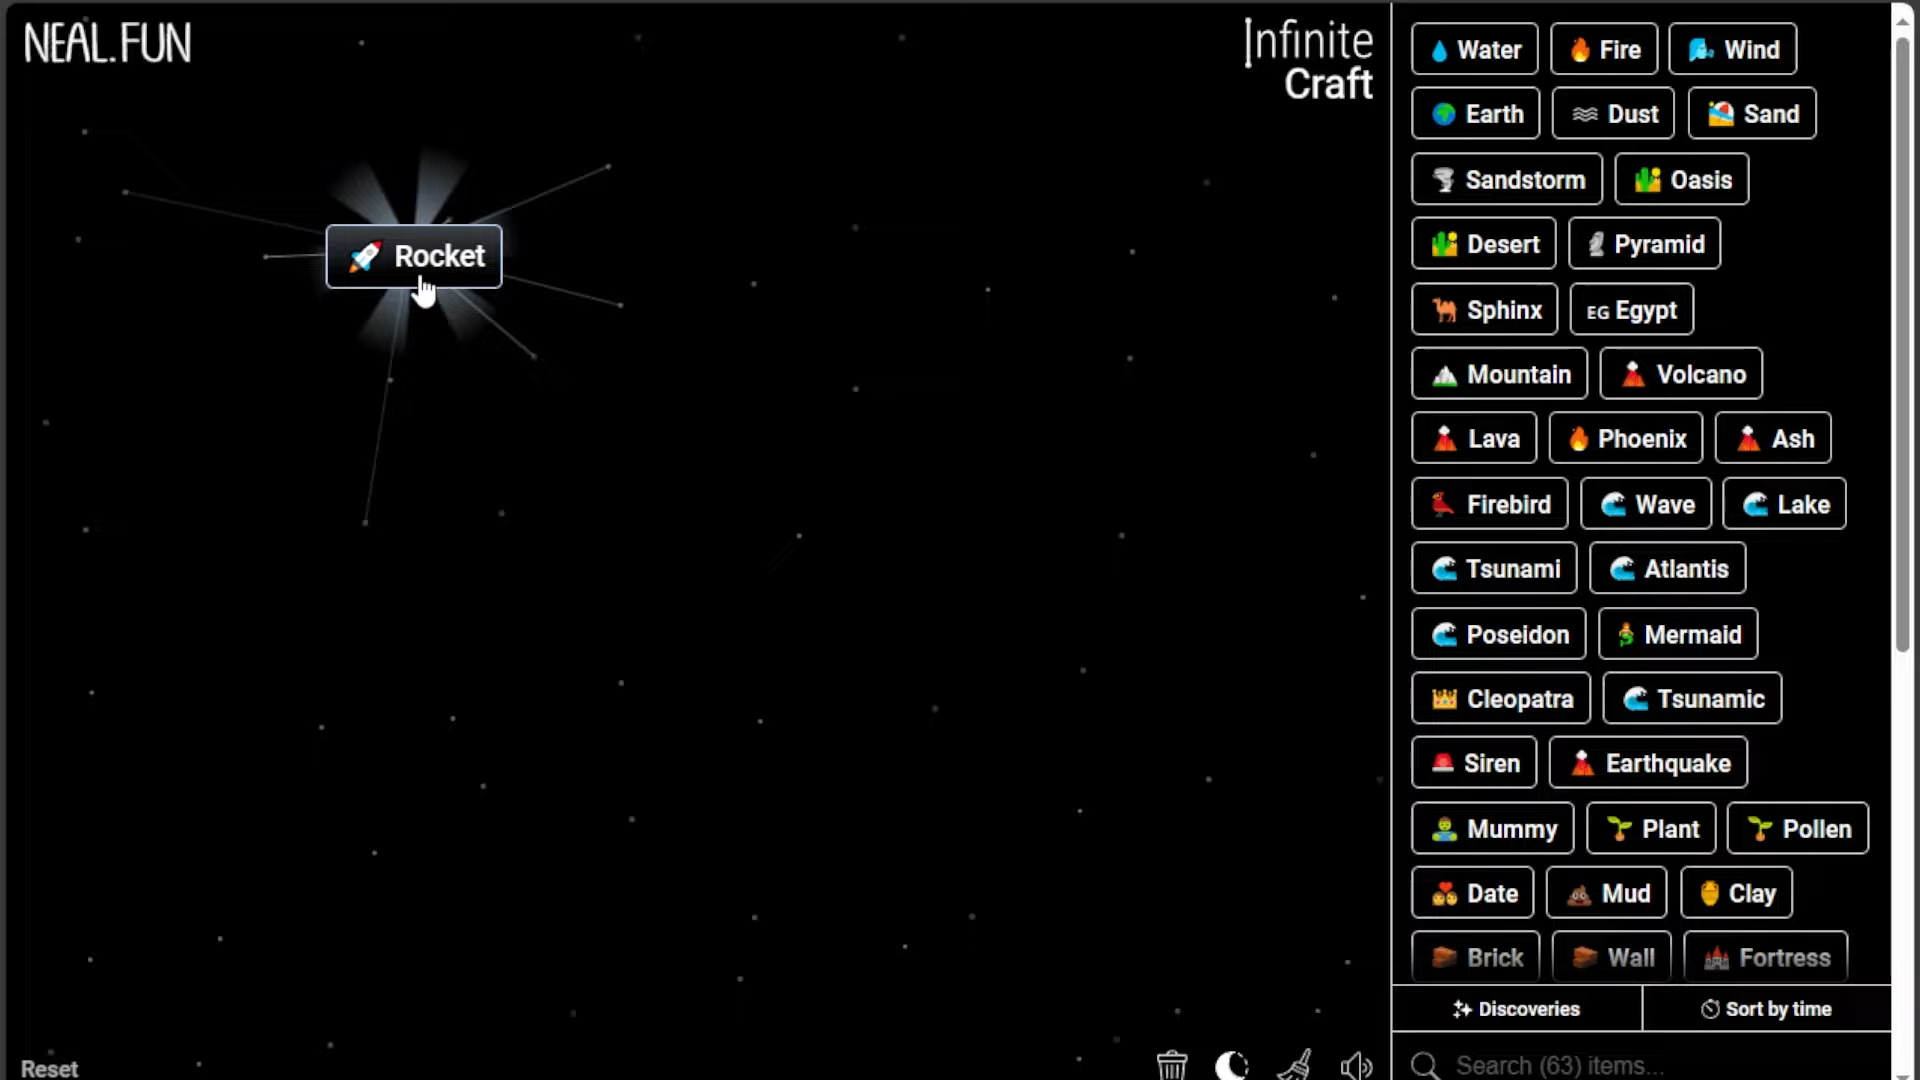 NEAL.FUN
Infinite
Craft
Rocket
Water Fire Wind
Earth Dust Sand
Sandstorm Oasis
Desert Pyramid
Sphinx EG Egypt
Mountain Volcano
Lava Phoenix Ash
Firebird Wave Lake
Tsunami Atlantis
Poseidon Mermaid
Cleopatra Tsunamic
Siren Earthquake
Mummy Plant Pollen
Date Mud Clay
Brick Wall Fortress
Discoveries Sort by time
Search (63) items...
Reset